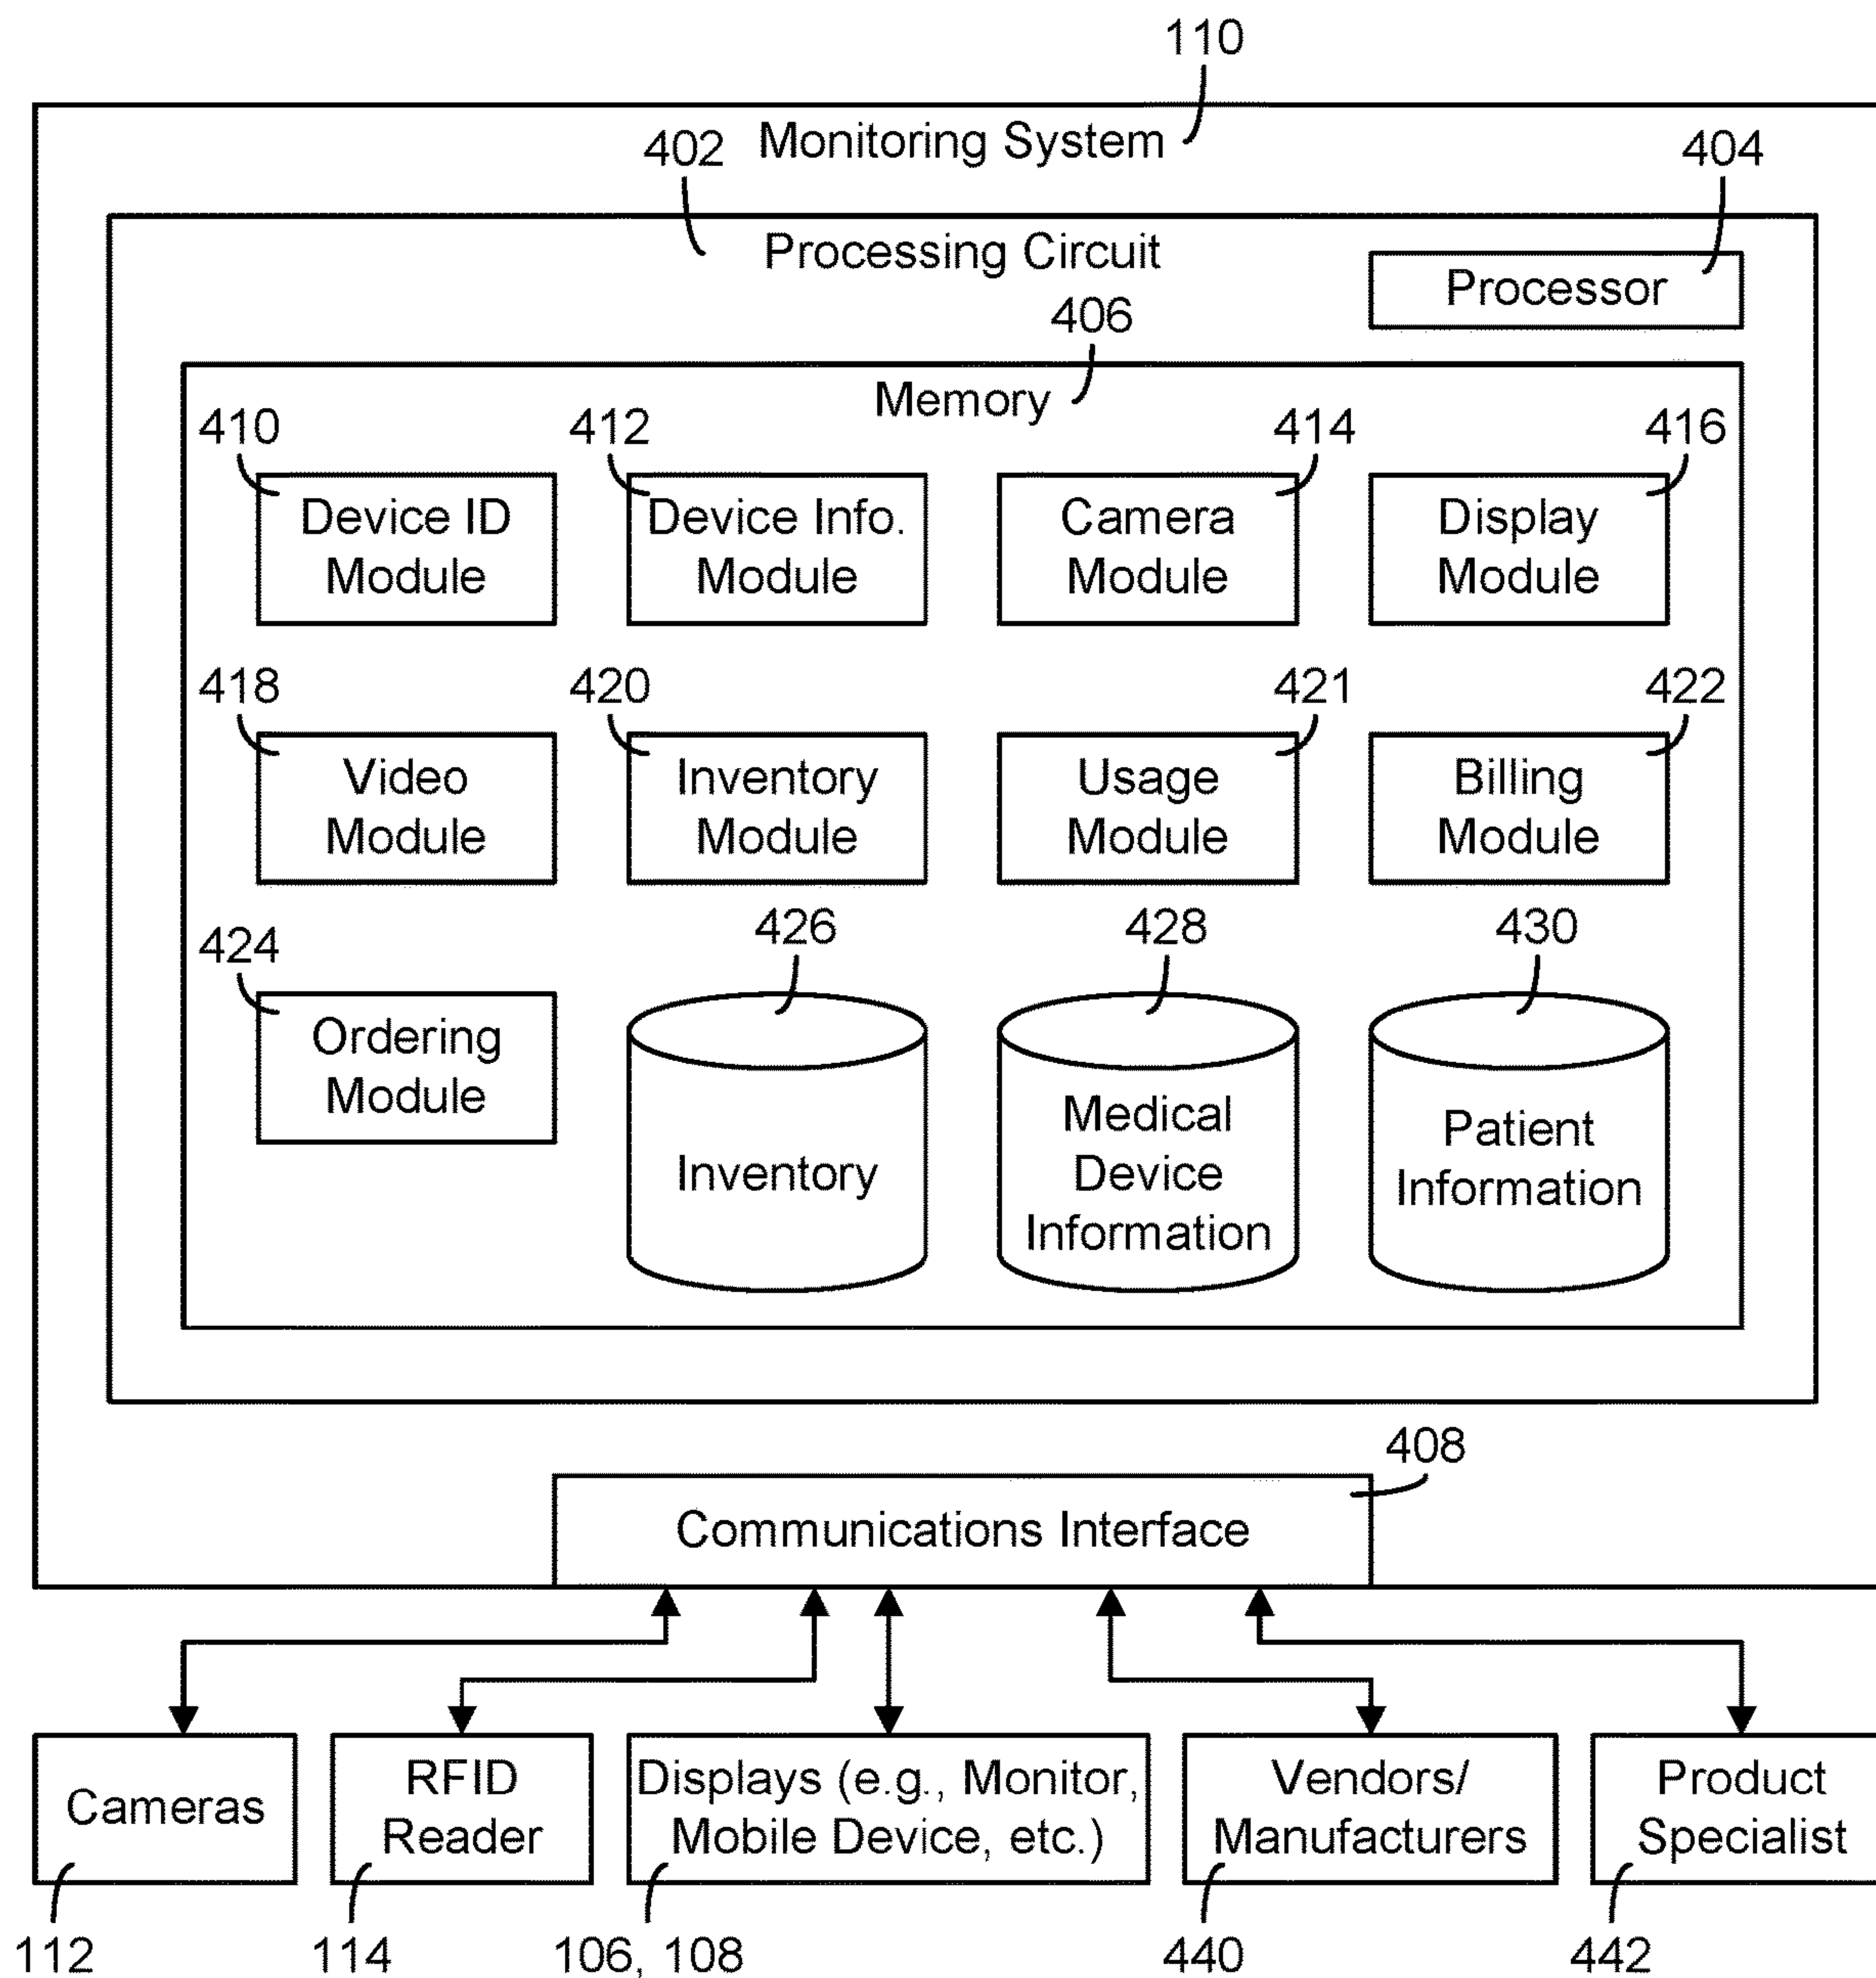 110
Monitoring System
402
404
Processing Circuit
Processor
406
Memory
410
412
414
416
Device ID
Module
Device Info.
Module
Camera
Module
Display
Module
418
420
421
422
Video
Module
Inventory
Module
Usage
Module
Billing
Module
424
426
428
430
Ordering
Module
Inventory
Medical
Device
Information
Patient
Information
408
Communications Interface
Cameras
RFID
Reader
Displays (e.g., Monitor,
Mobile Device, etc.)
Vendors/
Manufacturers
Product
Specialist
112
114
106, 108
440
442